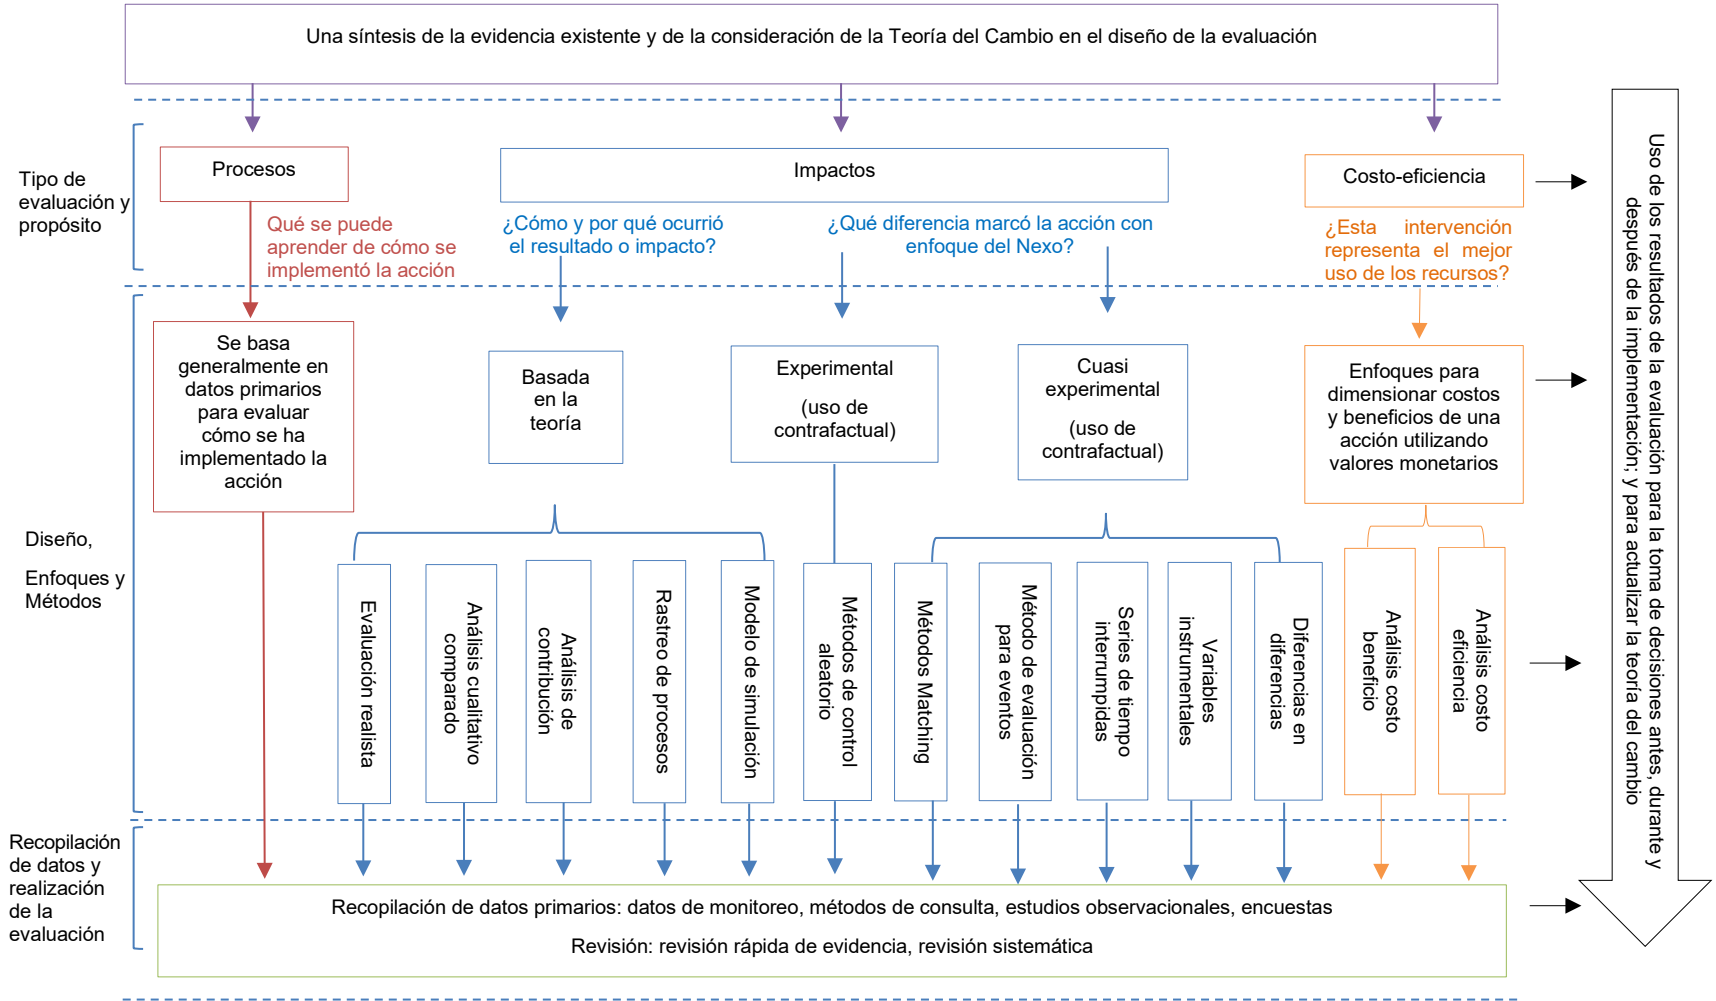 Una síntesis de la evidencia existente y de la consideración de la Teoría del Cambio en el diseño de la evaluación
Tipo de
evaluación y
propósito
Procesos
Impactos
Costo-eficiencia
Qué se puede
aprender de cómo se
implementó la acción
¿Cómo y por qué ocurrió
el resultado o impacto?
¿Qué diferencia marcó la acción con
enfoque del Nexo?
¿Esta intervención
representa el mejor
uso de los recursos?
Diseño,
Enfoques y
Métodos
Se basa
generalmente en
datos primarios
para evaluar
cómo se ha
implementado la
acción
Basada
en la
teoría
Experimental
(uso de
contrafactual)
Cuasi
experimental
(uso de
contrafactual)
Enfoques para
dimensionar costos
y beneficios de una
acción utilizando
valores monetarios
Evaluación realista
Análisis cualitativo
comparado
Análisis de
contribución
Rastreo de procesos
Modelo de simulación
Métodos de control
aleatorio
Métodos Matching
Método de evaluación
para eventos
Series de tiempo
interrumpidas
Variables
instrumentales
Diferencias en
diferencias
Análisis costo
beneficio
Análisis costo
eficiencia
Recopilación
de datos y
realización
de la
evaluación
Recopilación de datos primarios: datos de monitoreo, métodos de consulta, estudios observacionales, encuestas
Revisión: revisión rápida de evidencia, revisión sistemática
Uso de los resultados de la evaluación para la toma de decisiones antes, durante y
después de la implementación; y para actualizar la teoría del cambio